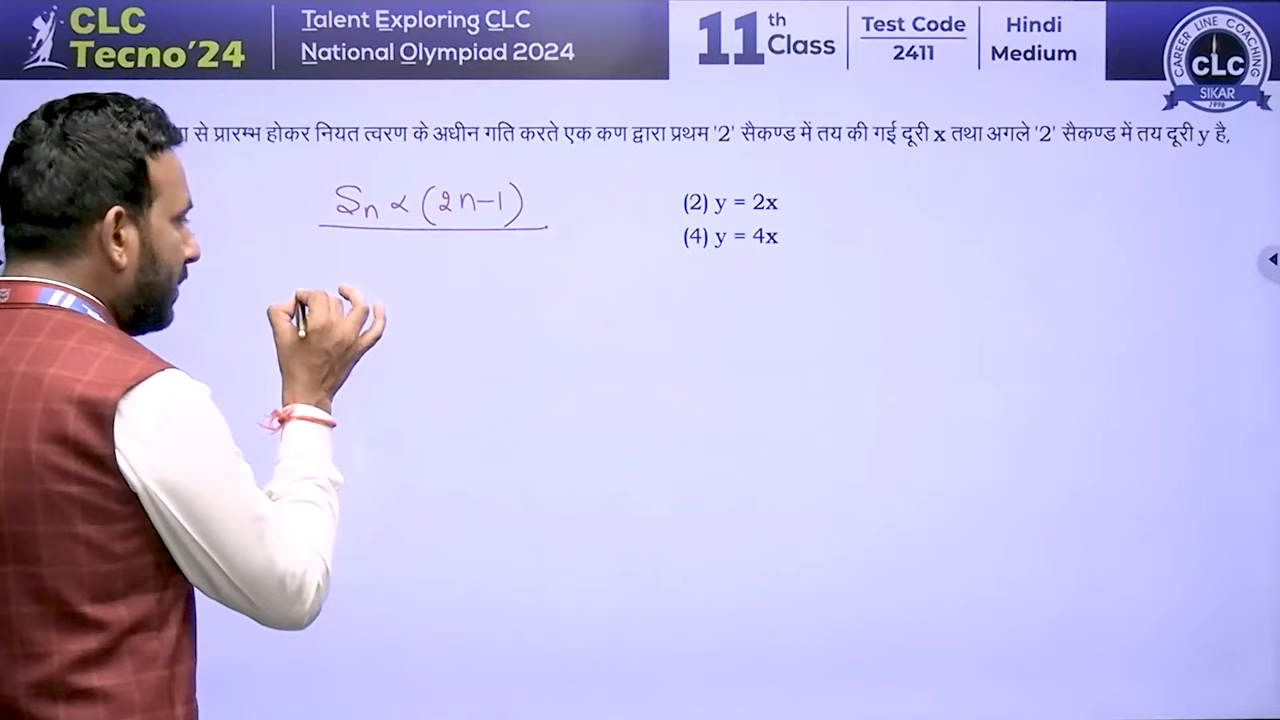 CLC
Tecno'24
Talent Exploring CLC
National Olympiad 2024
11th Class
Test Code
2411
Hindi
Medium
CAREER LINE COACHING
CLC
SIKAR
1996
से प्रारम्भ होकर नियत त्वरण के अधीन गति करते एक कण द्वारा प्रथम '2' सैकण्ड में तय की गई दूरी x तथा अगले '2' सैकण्ड में तय दूरी y है,
Sn ∝ (2n-1)
(2) y = 2x
(4) y = 4x